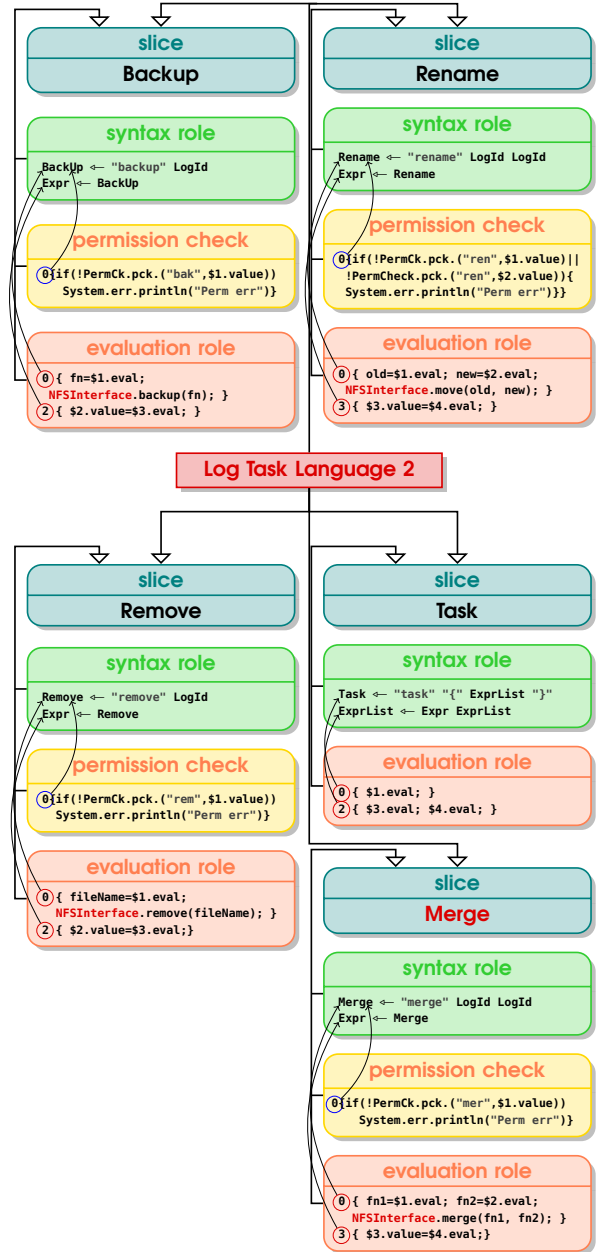 slice
Backup
syntax role
BackUp ⇽ "backup" LogId
Expr ⇽ BackUp
permission check
0{if(!PermCk.pck.("bak",$1.value))
System.err.println("Perm err")}
evaluation role
0 { fn=$1.eval;
NFSInterface.backup(fn); }
2 { $2.value=$3.eval; }
slice
Rename
syntax role
Rename ⇽ "rename" LogId LogId
Expr ⇽ Rename
permission check
0{if(!PermCk.pck.("ren",$1.value)||
!PermCheck.pck.("ren",$2.value)){
System.err.println("Perm err")}}
evaluation role
0 { old=$1.eval; new=$2.eval;
NFSInterface.move(old, new); }
3 { $3.value=$4.eval; }
Log Task Language 2
slice
Remove
syntax role
Remove ⇽ "remove" LogId
Expr ⇽ Remove
permission check
0{if(!PermCk.pck.("rem",$1.value))
System.err.println("Perm err")}
evaluation role
0 { fileName=$1.eval;
NFSInterface.remove(fileName); }
2 { $2.value=$3.eval;}
slice
Task
syntax role
Task ⇽ "task" "{" ExprList "}"
ExprList ⇽ Expr ExprList
evaluation role
0 { $1.eval; }
2 { $3.eval; $4.eval; }
slice
Merge
syntax role
Merge ⇽ "merge" LogId LogId
Expr ⇽ Merge
permission check
0{if(!PermCk.pck.("mer",$1.value))
System.err.println("Perm err")}
evaluation role
0 { fn1=$1.eval; fn2=$2.eval;
NFSInterface.merge(fn1, fn2); }
3 { $3.value=$4.eval;}